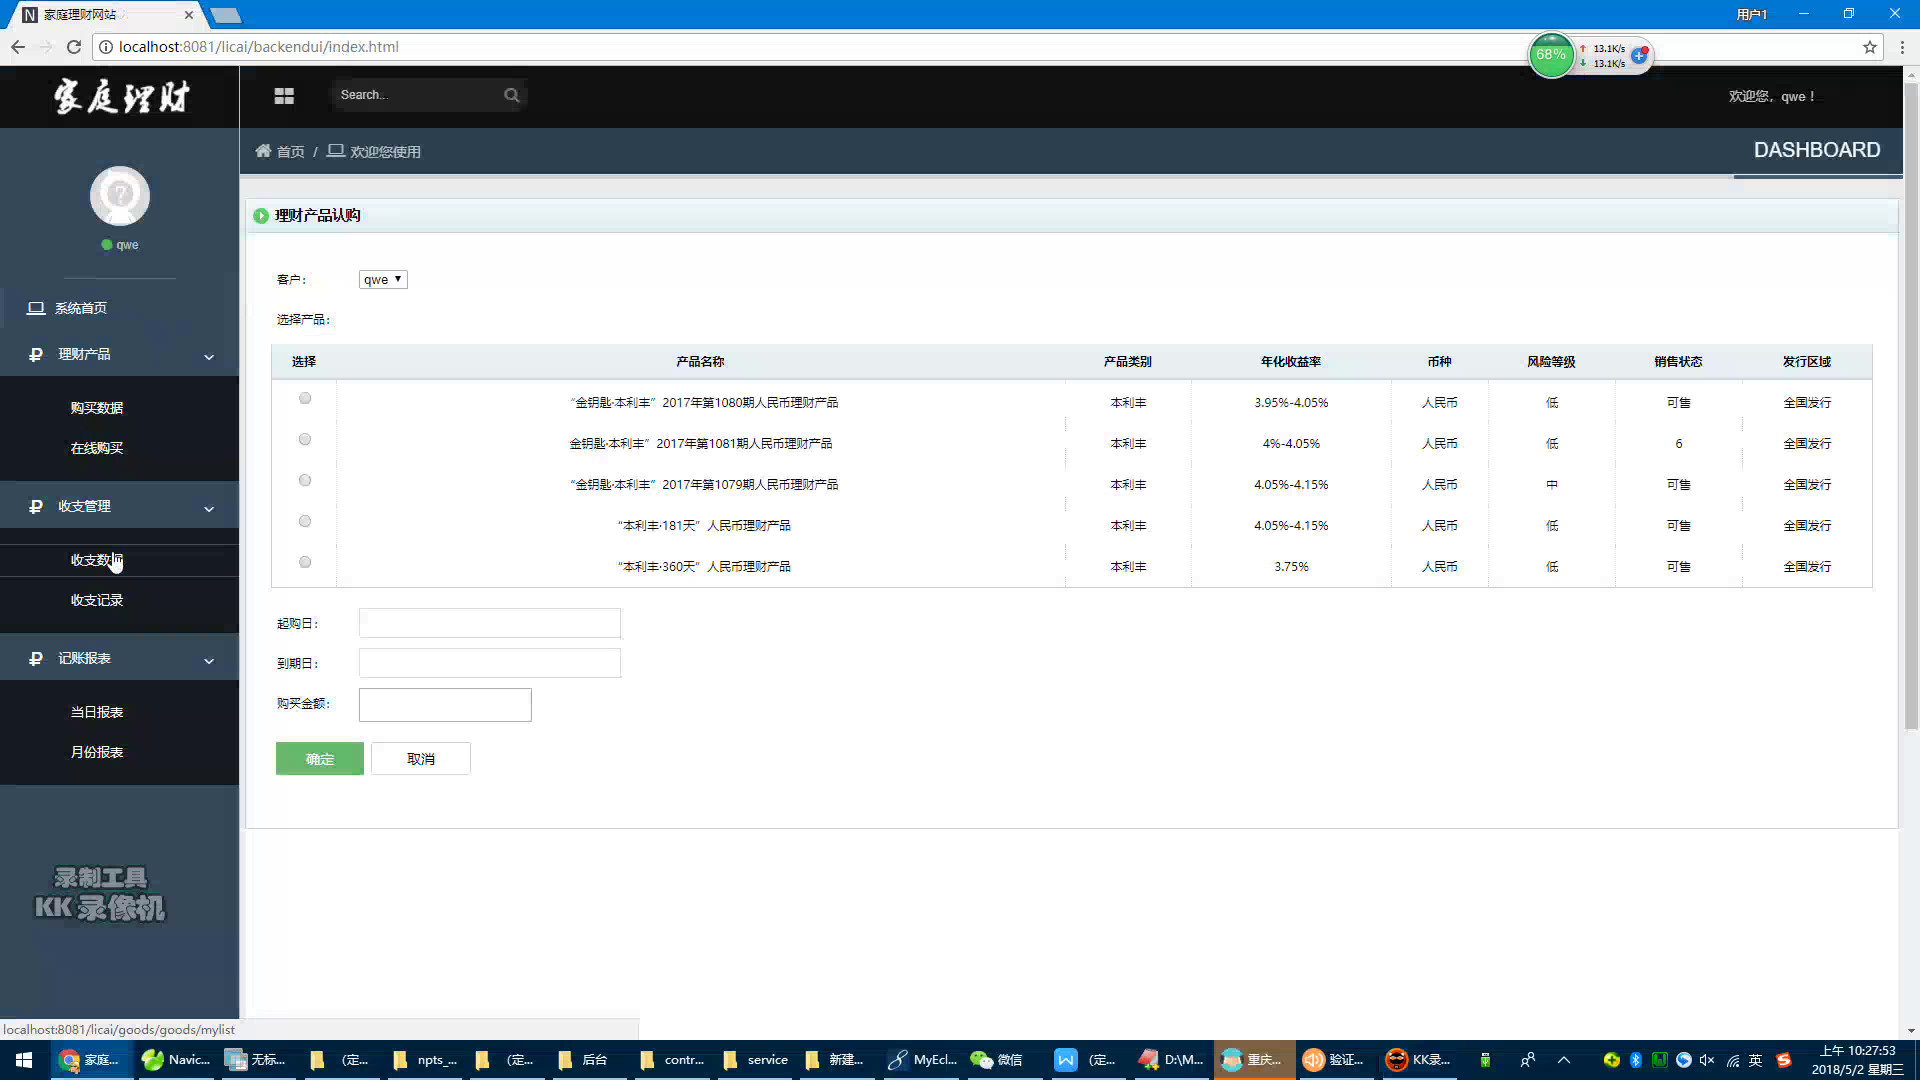 家庭理财网站
用户1
localhost:8081/licai/backendui/index.html
68%
13.1K/s
13.1K/s
家庭理财
Search...
欢迎您，qwe！
首页 / 欢迎您使用
DASHBOARD
qwe
系统首页
理财产品
购买数据
在线购买
收支管理
收支数据
收支记录
记账报表
当日报表
月份报表
录制工具
KK 录像机
理财产品认购
客户：
qwe
选择产品：
选择 产品名称 产品类别 年化收益率 币种 风险等级 销售状态 发行区域
“金钥匙·本利丰”2017年第1080期人民币理财产品 本利丰 3.95%-4.05% 人民币 低 可售 全国发行
金钥匙·本利丰”2017年第1081期人民币理财产品 本利丰 4%-4.05% 人民币 低 6 全国发行
“金钥匙·本利丰”2017年第1079期人民币理财产品 本利丰 4.05%-4.15% 人民币 中 可售 全国发行
“本利丰·181天”人民币理财产品 本利丰 4.05%-4.15% 人民币 低 可售 全国发行
“本利丰·360天”人民币理财产品 本利丰 3.75% 人民币 低 可售 全国发行
起购日：
到期日：
购买金额：
确定 取消
localhost:8081/licai/goods/goods/mylist
家庭... Navic... 无标... （定... npts_... （定... 后台 contr... service 新建... MyEcl... 微信 （定... D:\M... 重庆... 验证... KK录... 英
上午 10:27:53
2018/5/2 星期三